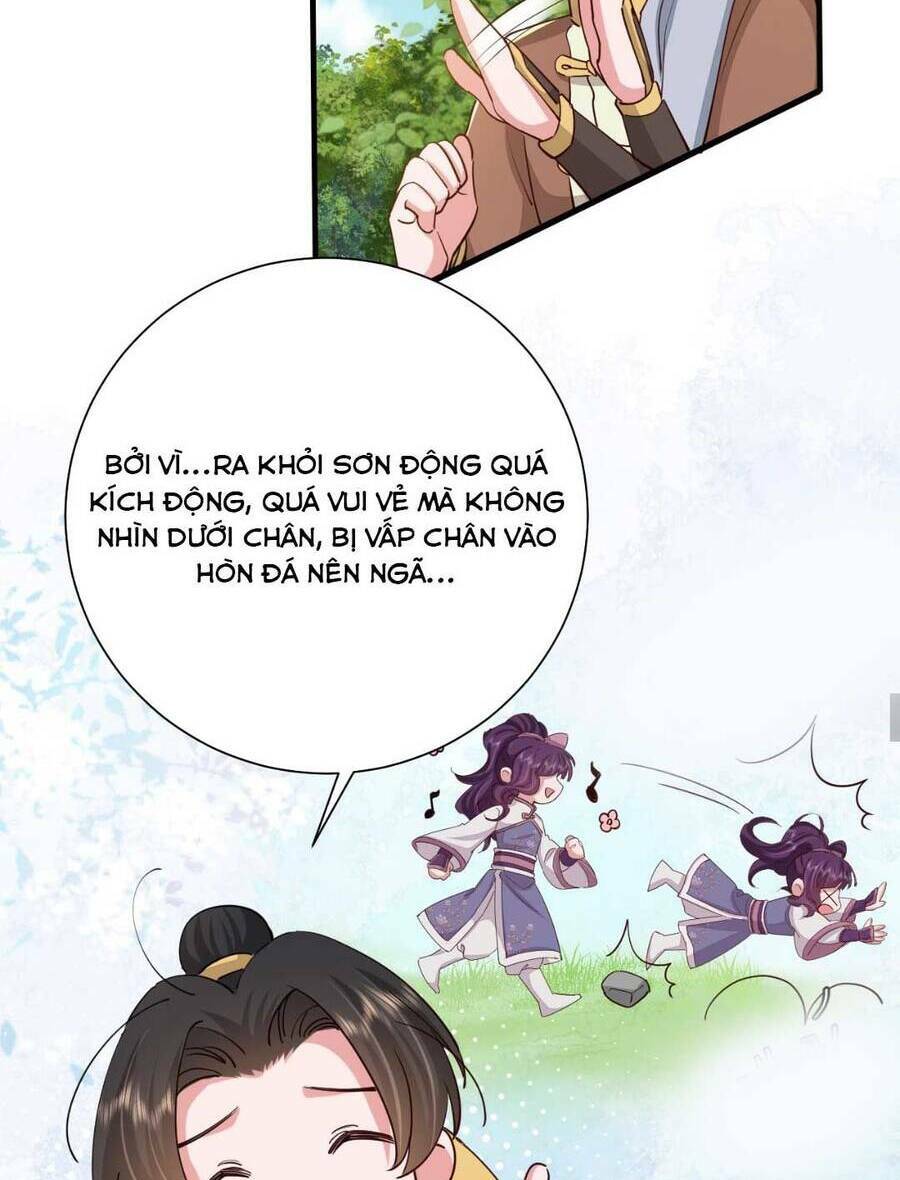 BỞI VÌ...RA KHỎI SƠN ĐỘNG QUÁ
KÍCH ĐỘNG, QUÁ VUI VẺ MÀ KHÔNG
NHÌN DƯỚI CHÂN, BỊ VẤP CHÂN VÀO
HÒN ĐÁ NÊN NGÃ...